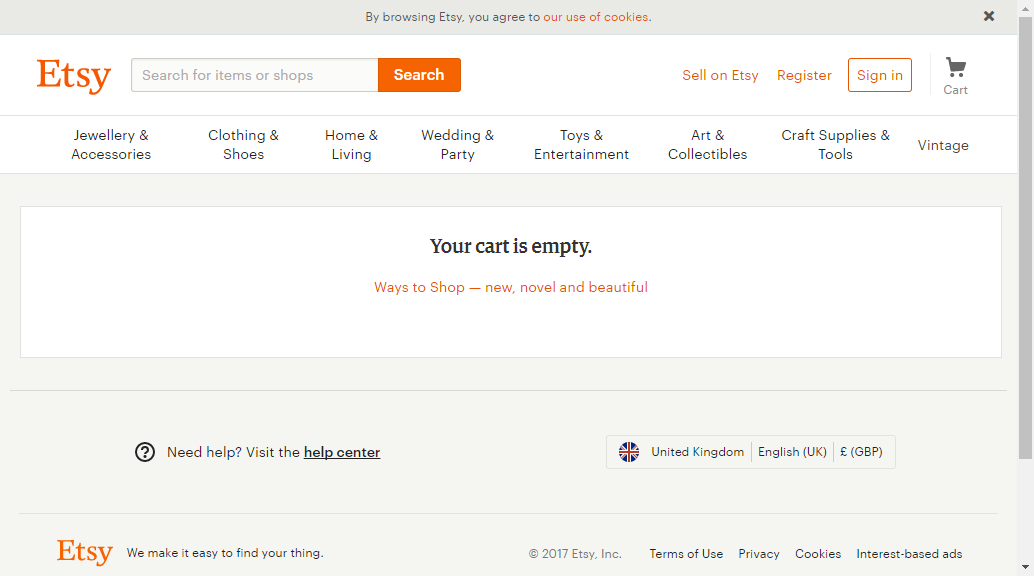 By browsing Etsy, you agree to our use of cookies.
Etsy
Search for items or shops
Search
Sell on Etsy
Register
Sign in
Cart
Jewellery &
Accessories
Clothing &
Shoes
Home &
Living
Wedding &
Party
Toys &
Entertainment
Art &
Collectibles
Craft Supplies &
Tools
Vintage
Your cart is empty.
Ways to Shop — new, novel and beautiful
Need help? Visit the help center
United Kingdom
English (UK)
£ (GBP)
Etsy
We make it easy to find your thing.
© 2017 Etsy, Inc.
Terms of Use
Privacy
Cookies
Interest-based ads